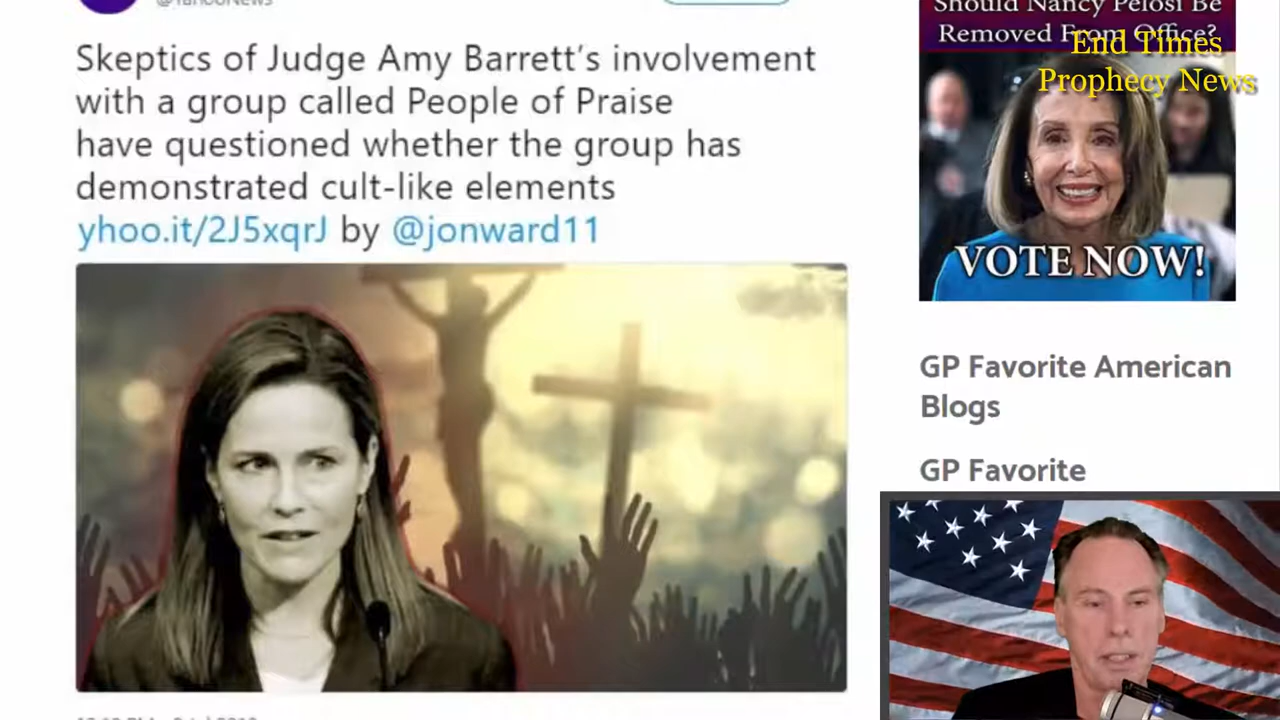 @YahooNews
Skeptics of Judge Amy Barrett's involvement
with a group called People of Praise
have questioned whether the group has
demonstrated cult-like elements
yhoo.it/2J5xqrJ by @jonward11
Should Nancy Pelosi Be
Removed From Office?
End Times
Prophecy News
VOTE NOW!
GP Favorite American
Blogs
GP Favorite